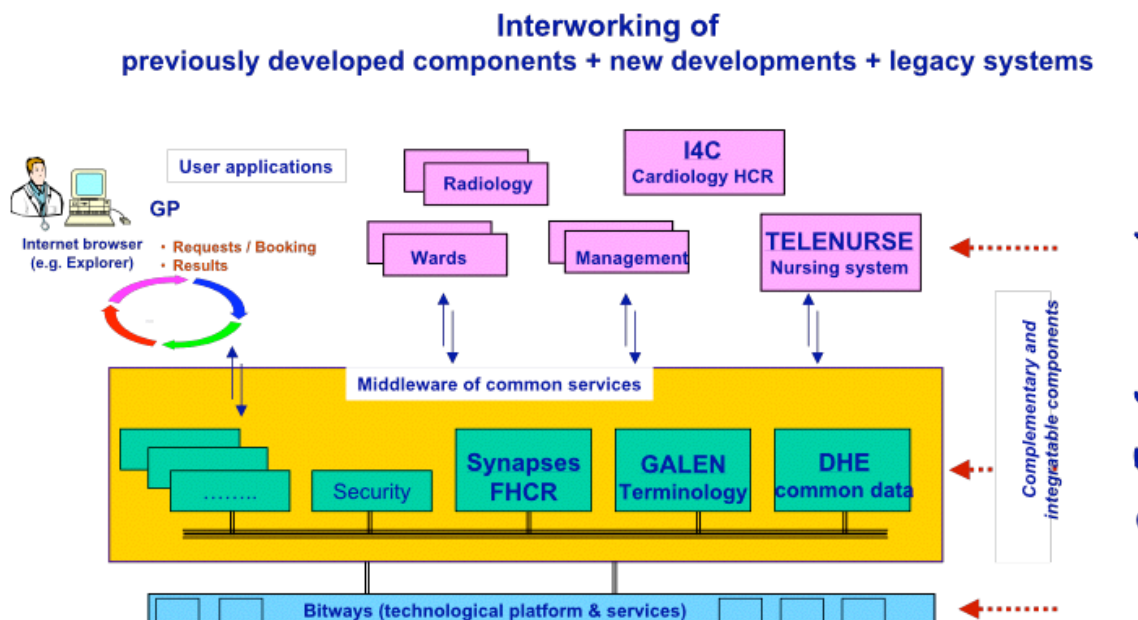 Interworking of
previously developed components + new developments + legacy systems
User applications
GP
Internet browser
(e.g. Explorer)
• Requests / Booking
• Results
Radiology
I4C
Cardiology HCR
Wards
Management
TELENURSE
Nursing system
Complementary and
integratable components
Middleware of common services
........
Security
Synapses
FHCR
GALEN
Terminology
DHE
common data
Bitways (technological platform & services)